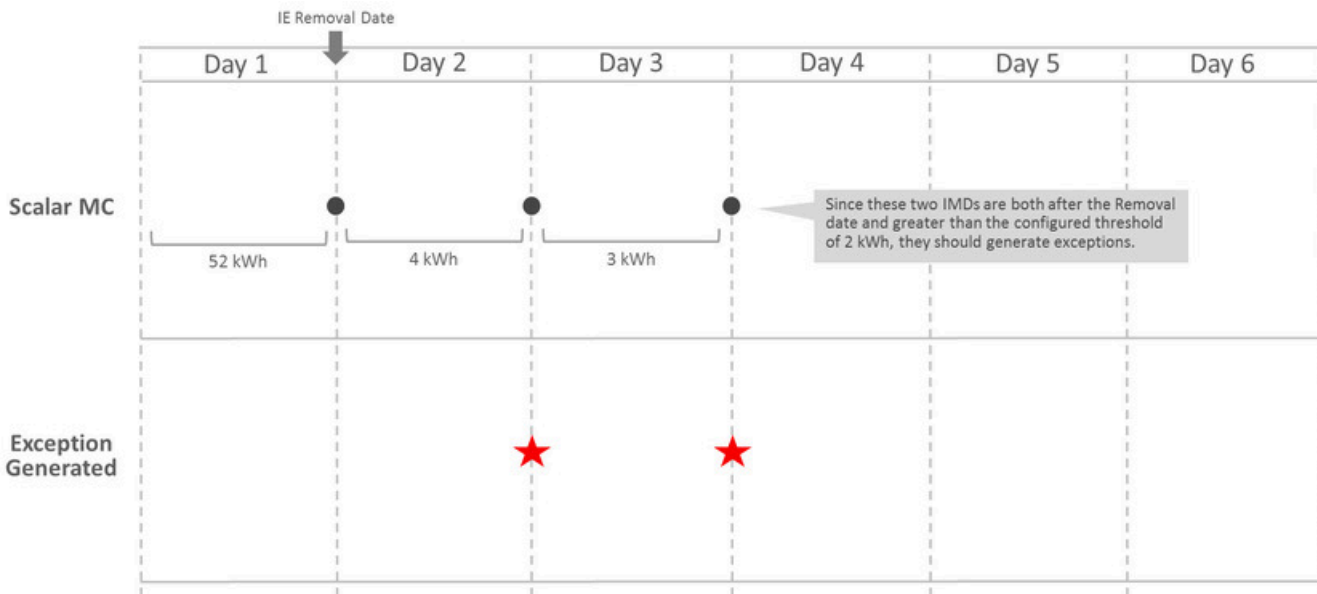 IE Removal Date
Day 1
Day 2
Day 3
Day 4
Day 5
Day 6
Scalar MC
Since these two IMDs are both after the Removal
date and greater than the configured threshold
of 2 kWh, they should generate exceptions.
52 kWh
4 kWh
3 kWh
Exception
Generated